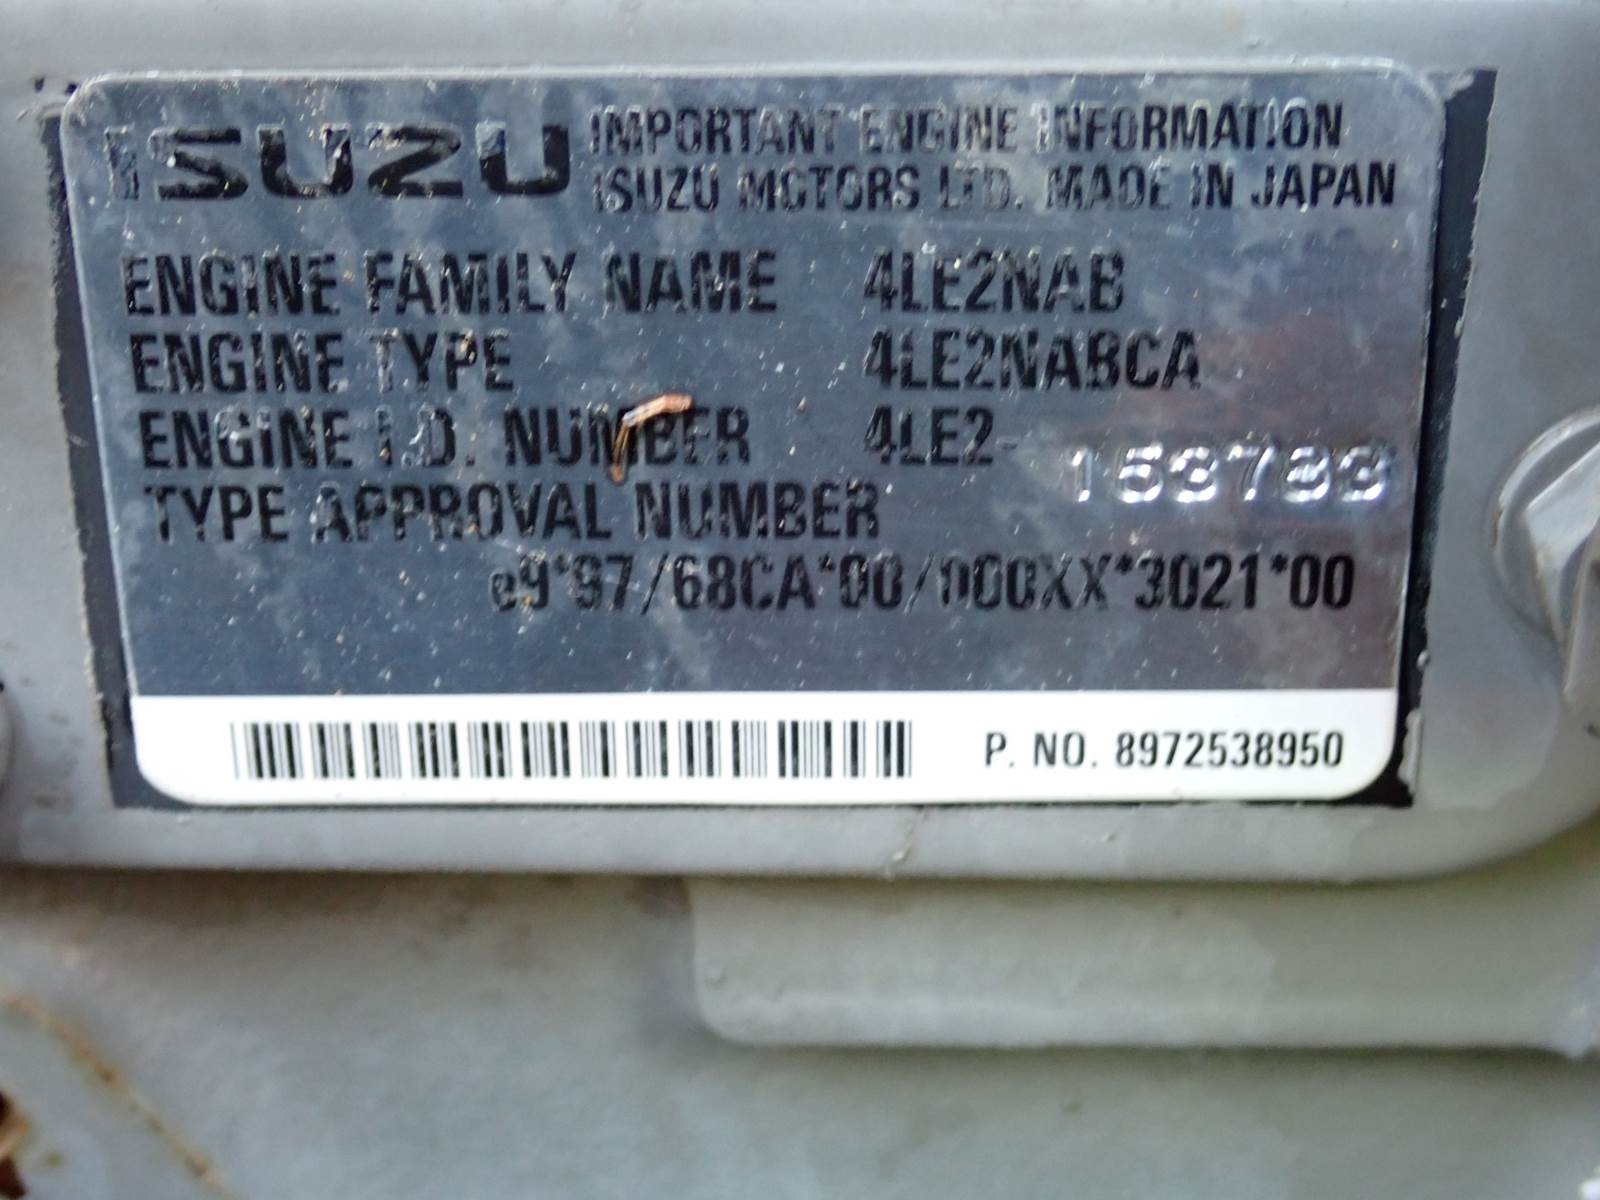 ISUZU IMPORTANT ENGINE INFORMATION
ISUZU MOTORS LTD. MADE IN JAPAN
ENGINE FAMILY NAME 4LE2NAB
ENGINE TYPE 4LE2NABCA
ENGINE I.D. NUMBER 4LE2-
TYPE APPROVAL NUMBER
e9*97/68CA*00/000XX*3021*00
P. NO. 8972538950